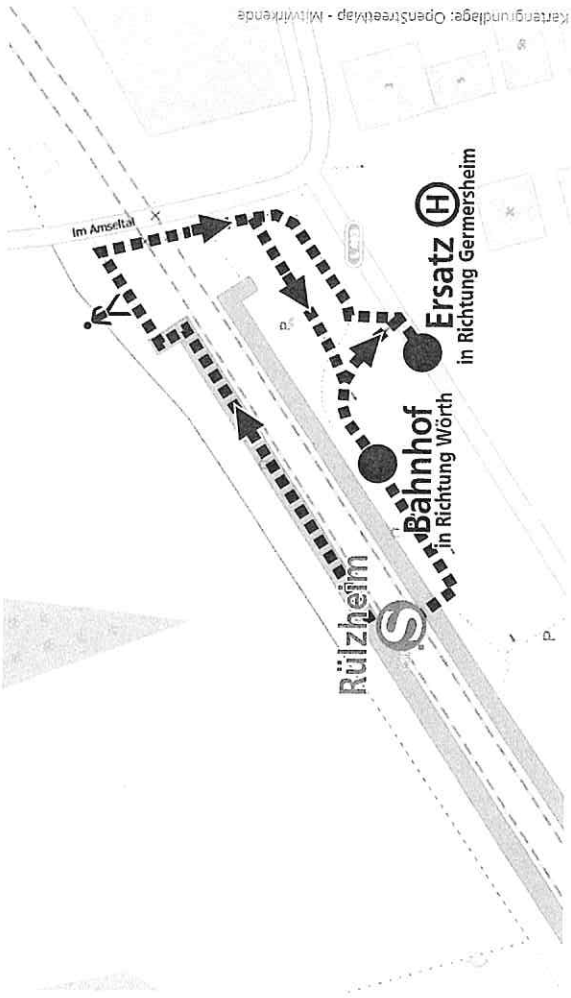 Kartengrundlage: OpenStreetMap - Mitwirkende
Im Amseltal
Ersatz H
in Richtung Germersheim
Bahnhof
in Richtung Wörth
Rülzheim
S
P